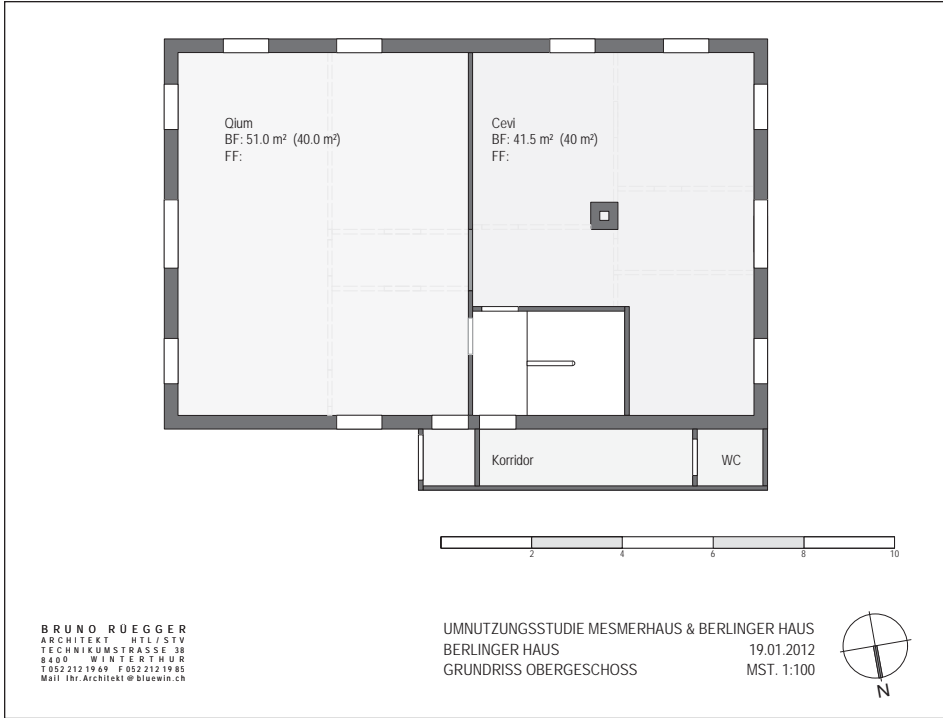 Qium
BF: 51.0 m² (40.0 m²)
FF:
Cevi
BF: 41.5 m² (40 m²)
FF:
Korridor
WC
2 4 6 8 10
BRUNO RÜEGGER
ARCHITEKT HTL/STV
TECHNIKUMSTRASSE 38
8400 WINTERTHUR
T 052 212 19 69 F 052 212 19 85
Mail Ihr.Architekt@bluewin.ch
UMNUTZUNGSSTUDIE MESMERHAUS & BERLINGER HAUS
BERLINGER HAUS 19.01.2012
GRUNDRISS OBERGESCHOSS MST. 1:100
N